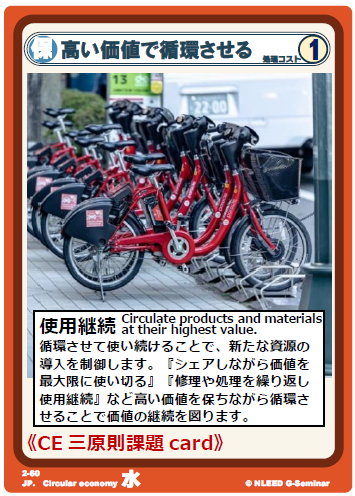 高い価値で循環させる
処理コスト
1
13
22-00
使用継続 Circulate products and materials
at their highest value.
循環させて使い続けることで、新たな資源の
導入を制御します。『シェアしながら価値を
最大限に使い切る』『修理や処理を繰り返し
使用継続』など高い価値を保ちながら循環さ
せることで価値の継続を図ります。
《CE 三原則課題 card》
2-60
JP. Circular economy 水
© NLEED G-Seminar